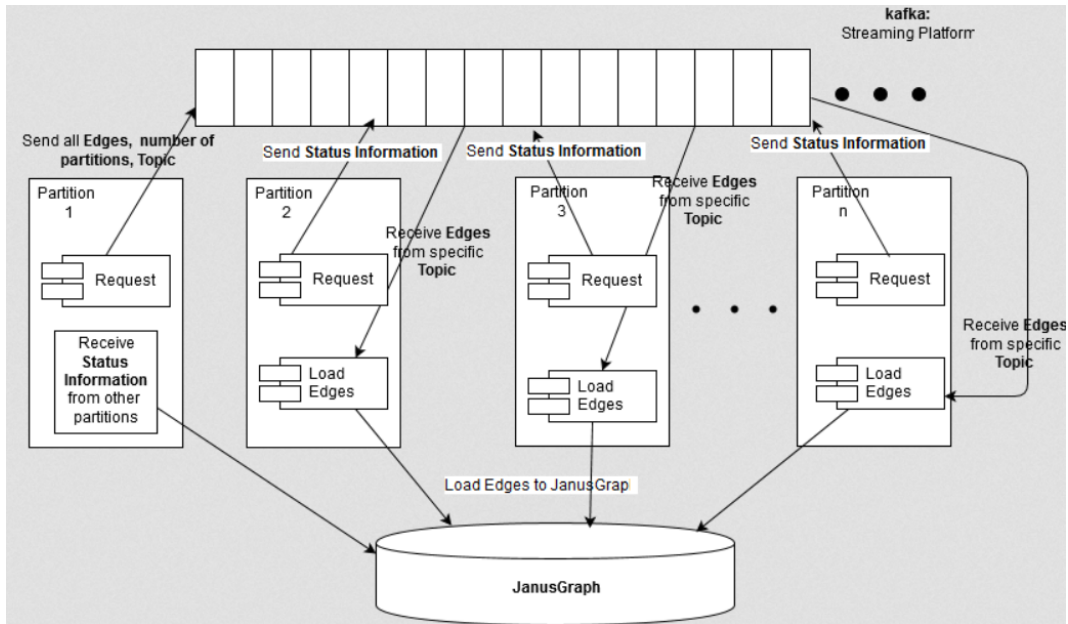 kafka:
Streaming Platform
Send all Edges, number of
partitions, Topic
Send Status Information
Send Status Information
Send Status Information
Partition
1
Request
Receive
Status
Information
from other
partitions
Partition
2
Request
Load
Edges
Receive Edges
from specific
Topic
Partition
3
Request
Load
Edges
Receive Edges
from specific
Topic
Partition
n
Request
Load
Edges
Receive Edges
from specific
Topic
Load Edges to JanusGrap
JanusGraph